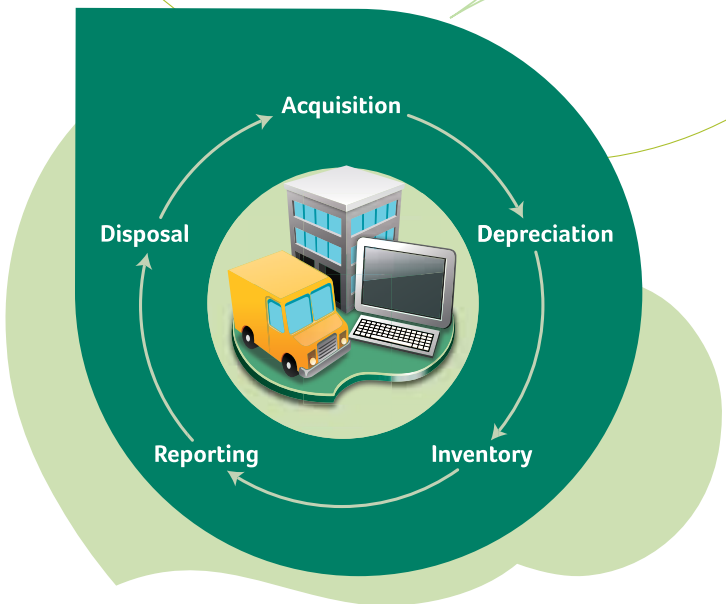 Acquisition
Depreciation
Inventory
Reporting
Disposal